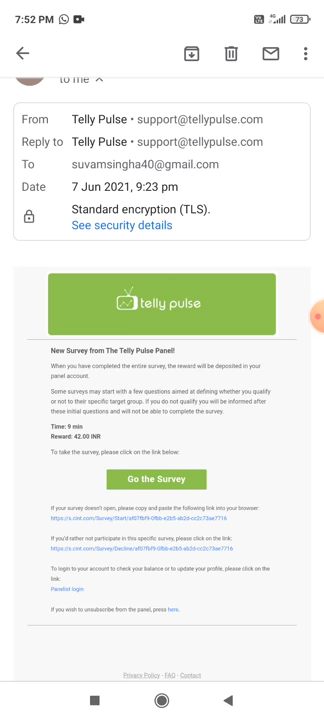 7:52 PM
4G
73
to me
From Telly Pulse • support@tellypulse.com
Reply to Telly Pulse • support@tellypulse.com
To suvamsingha40@gmail.com
Date 7 Jun 2021, 9:23 pm
Standard encryption (TLS).
See security details
telly pulse
New Survey from The Telly Pulse Panel!
When you have completed the entire survey, the reward will be deposited in your
panel account.
Some surveys may start with a few questions aimed at defining whether you qualify
or not to their specific target group. If you do not qualify you will be informed after
these initial questions and will not be able to complete the survey.
Time: 9 min
Reward: 42.00 INR
To take the survey, please click on the link below:
Go the Survey
If your survey doesn't open, please copy and paste the following link into your browser:
https://s.cint.com/Survey/Start/af07fbf9-0fbb-e2b5-ab2d-cc2c73ae7716
If you'd rather not participate in this specific survey, please click on the link:
https://s.cint.com/Survey/Decline/af07fbf9-0fbb-e2b5-ab2d-cc2c73ae7716
To login to your account to check your balance or to update your profile, please click on the
link:
Panelist login
If you wish to unsubscribe from the panel, press here.
Privacy Policy - FAQ - Contact